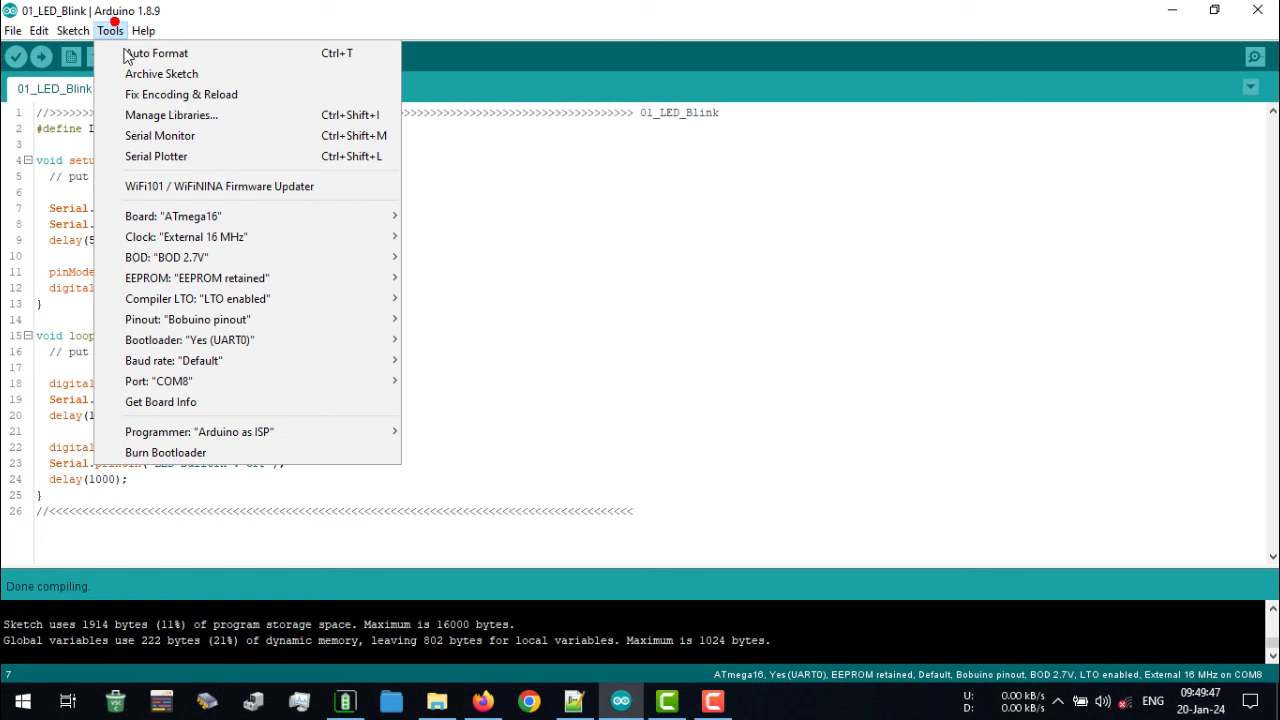 01_LED_Blink | Arduino 1.8.9
File Edit Sketch Tools Help
Auto Format Ctrl+T
Archive Sketch
Fix Encoding & Reload
Manage Libraries... Ctrl+Shift+I
Serial Monitor Ctrl+Shift+M
Serial Plotter Ctrl+Shift+L
WiFi101 / WiFiNINA Firmware Updater
Board: "ATmega16"
Clock: "External 16 MHz"
BOD: "BOD 2.7V"
EEPROM: "EEPROM retained"
Compiler LTO: "LTO enabled"
Pinout: "Bobuino pinout"
Bootloader: "Yes (UART0)"
Baud rate: "Default"
Port: "COM8"
Get Board Info
Programmer: "Arduino as ISP"
Burn Bootloader
01_LED_Blink
1 //>>>>>>> >>>>>>>>>>>>>>>>>>>>>>>>>>>> 01_LED_Blink
2 #define
3
4 void setu
5 // put
6
7 Serial.
8 Serial.
9 delay(5
10
11 pinMode
12 digital
13 }
14
15 void loop
16 // put
17
18 digital
19 Serial.
20 delay(1
21
22 digital
23 Serial.
24 delay(1000);
25 }
26 //<<<<<<<<<<<<<<<<<<<<<<<<<<<<<<<<<<<<<<<<<<<<<<<<<<<<<<<<<<<<<<<<<<<<<<<
Done compiling.
Sketch uses 1914 bytes (11%) of program storage space. Maximum is 16000 bytes.
Global variables use 222 bytes (21%) of dynamic memory, leaving 802 bytes for local variables. Maximum is 1024 bytes.
7 ATmega16, Yes (UART0), EEPROM retained, Default, Bobuino pinout, BOD 2.7V, LTO enabled, External 16 MHz on COM8
U: 0.00 kB/s
D: 0.00 kB/s
ENG
09:49:47
20-Jan-24